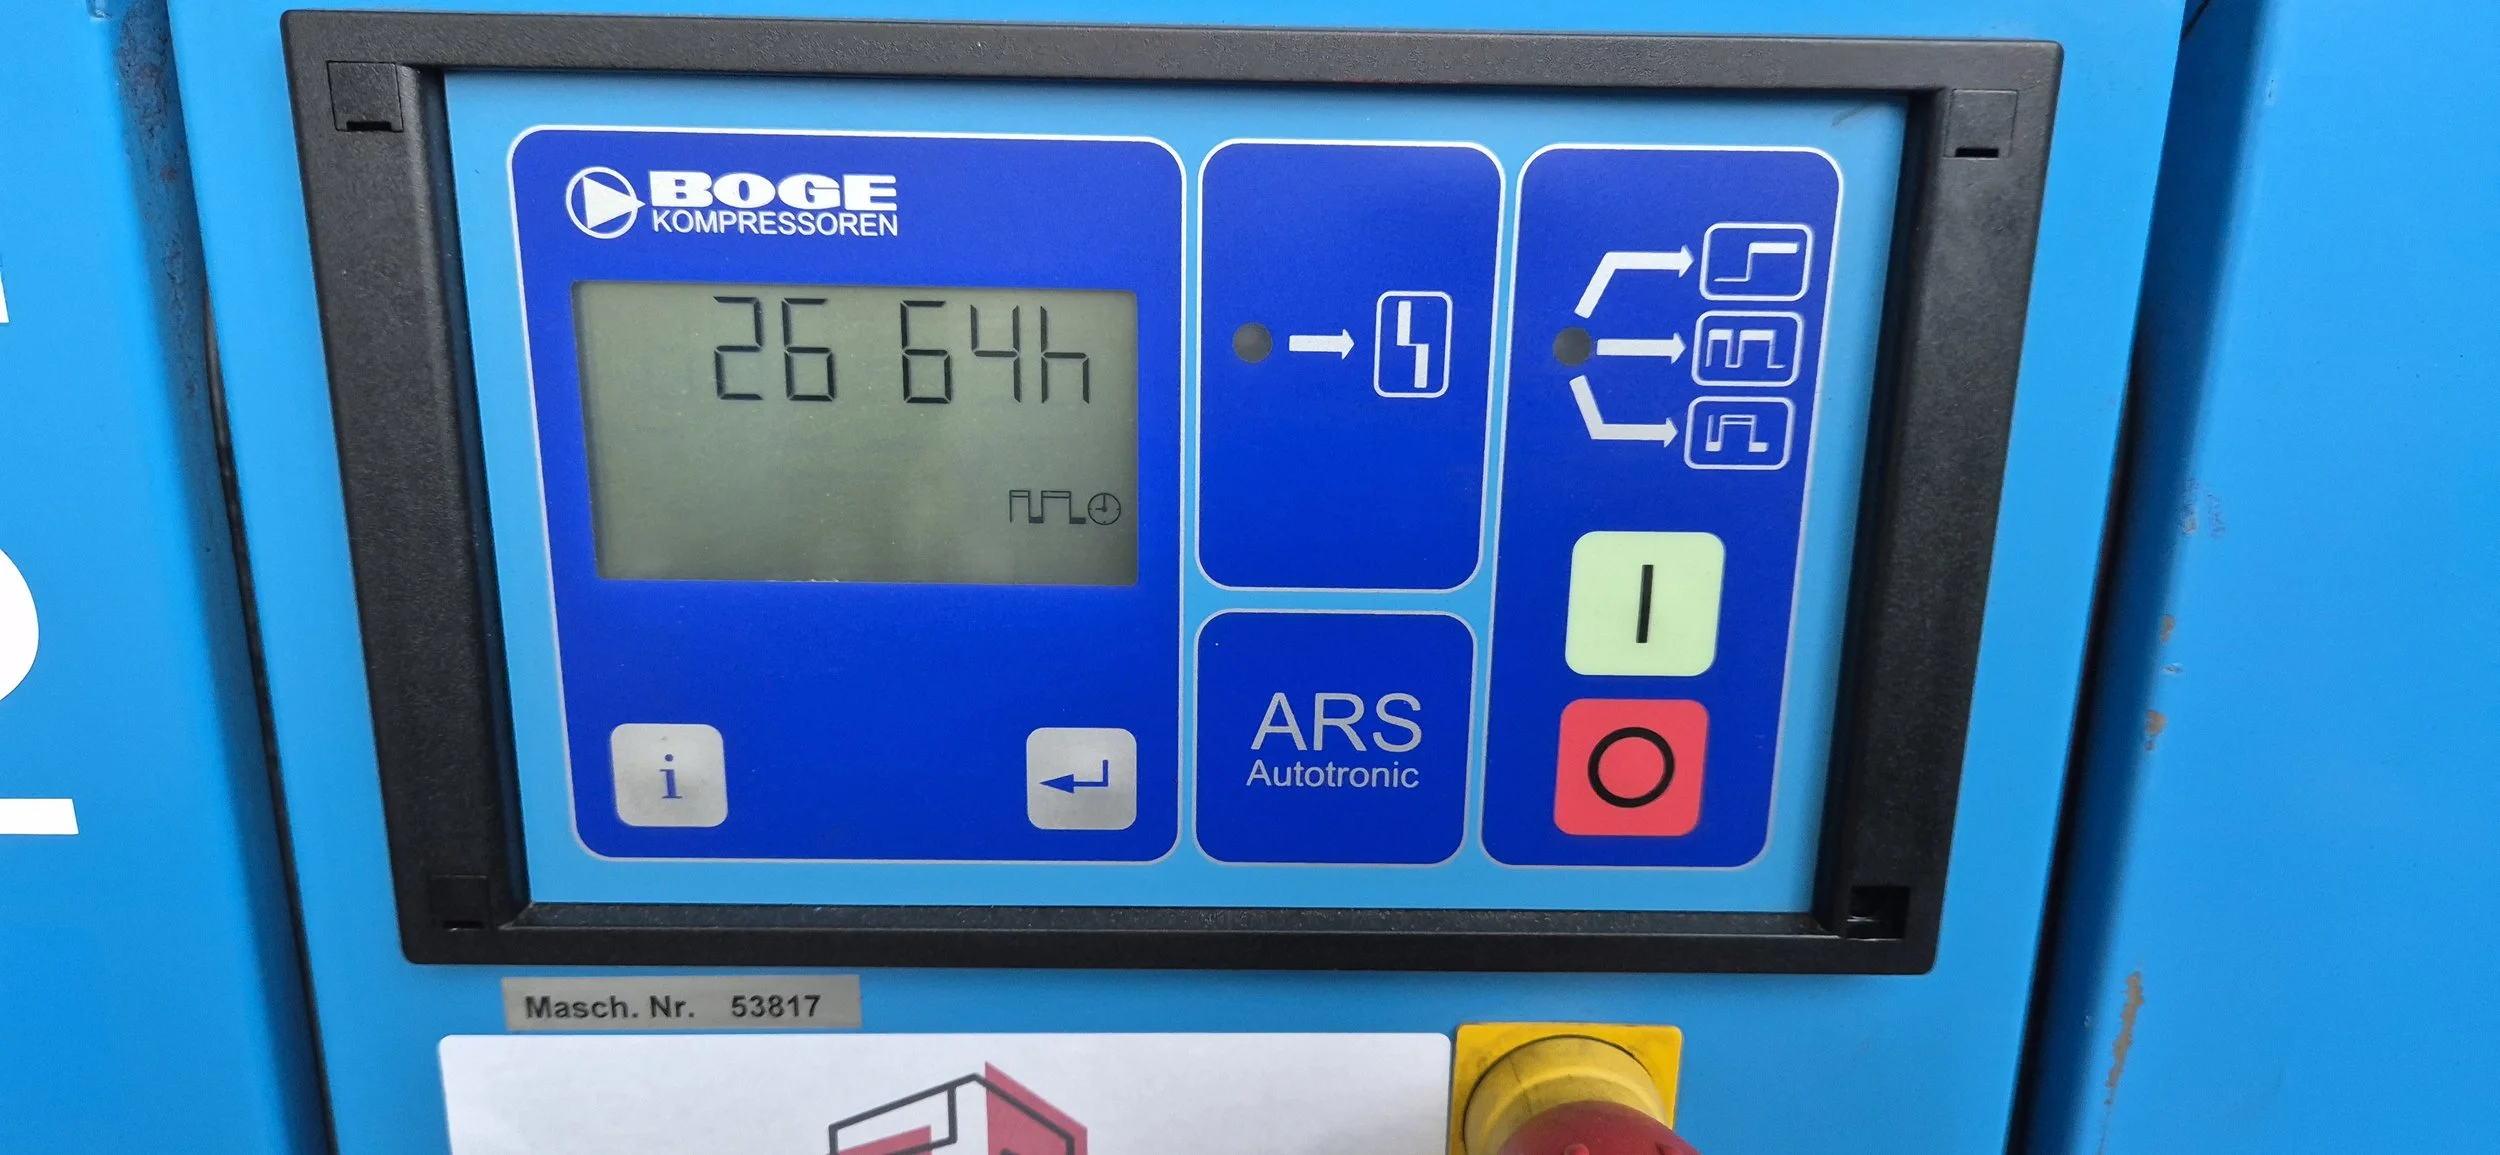 BOGE
KOMPRESSOREN
26 64h
i
I
O
ARS
Autotronic
Masch. Nr. 53817